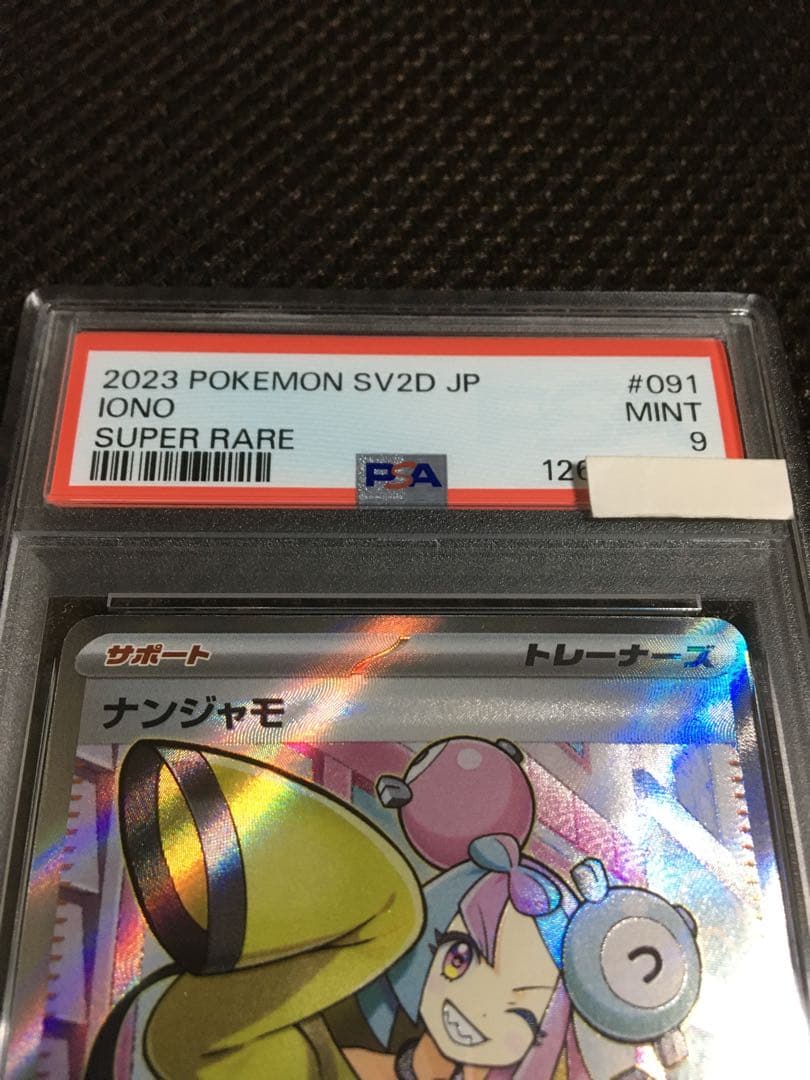 2023 POKEMON SV2D JP #091
IONO MINT
SUPER RARE 9
PSA 126
サポート トレーナーズ
ナンジャモ